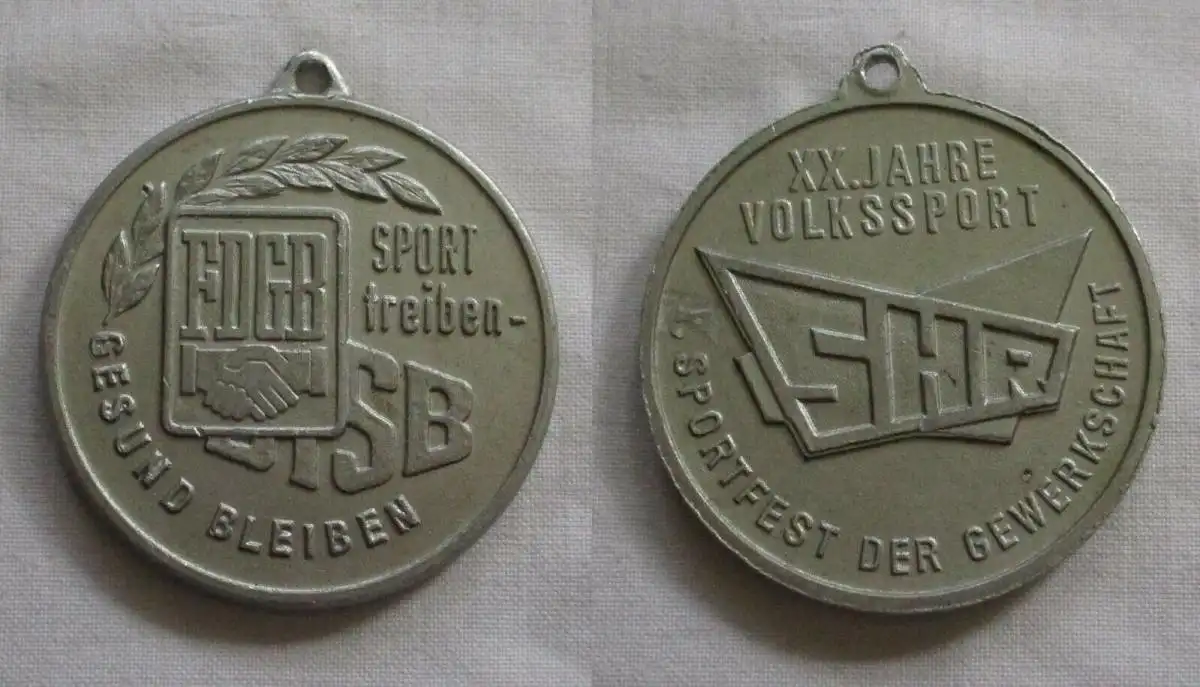 FDGB
SPORT
treiben-
DTSB
GESUND BLEIBEN
XX. JAHRE
VOLKSSPORT
SHR
SPORTFEST DER GEWERKSCHAFT